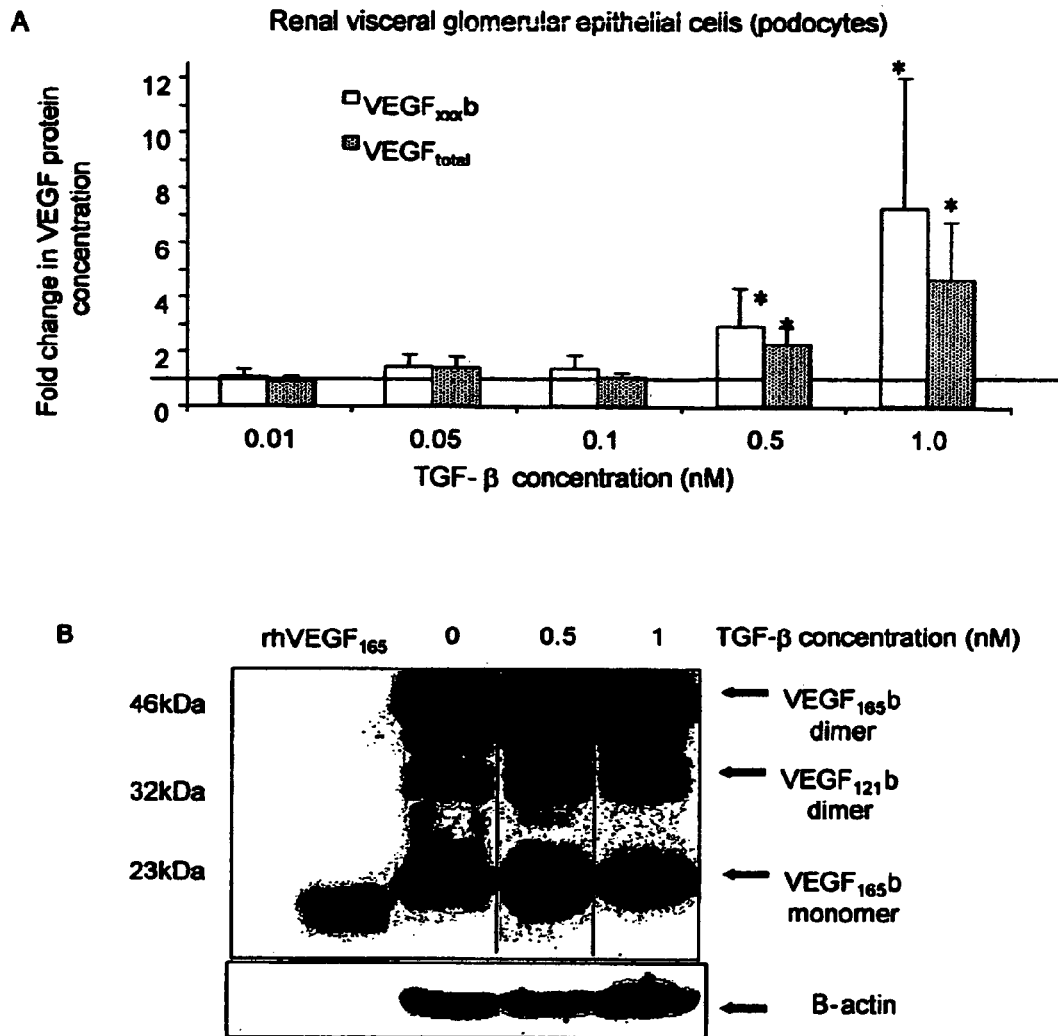 A
Renal visceral glomerular epithelial cells (podocytes)
Fold change in VEGF protein
concentration
12
10
8
6
4
2
0
VEGFxxxb
VEGFtotal
*
*
*
*
0.01 0.05 0.1 0.5 1.0
TGF- β concentration (nM)
B
rhVEGF165 0 0.5 1 TGF-β concentration (nM)
46kDa
32kDa
23kDa
VEGF165b
dimer
VEGF121b
dimer
VEGF165b
monomer
B-actin